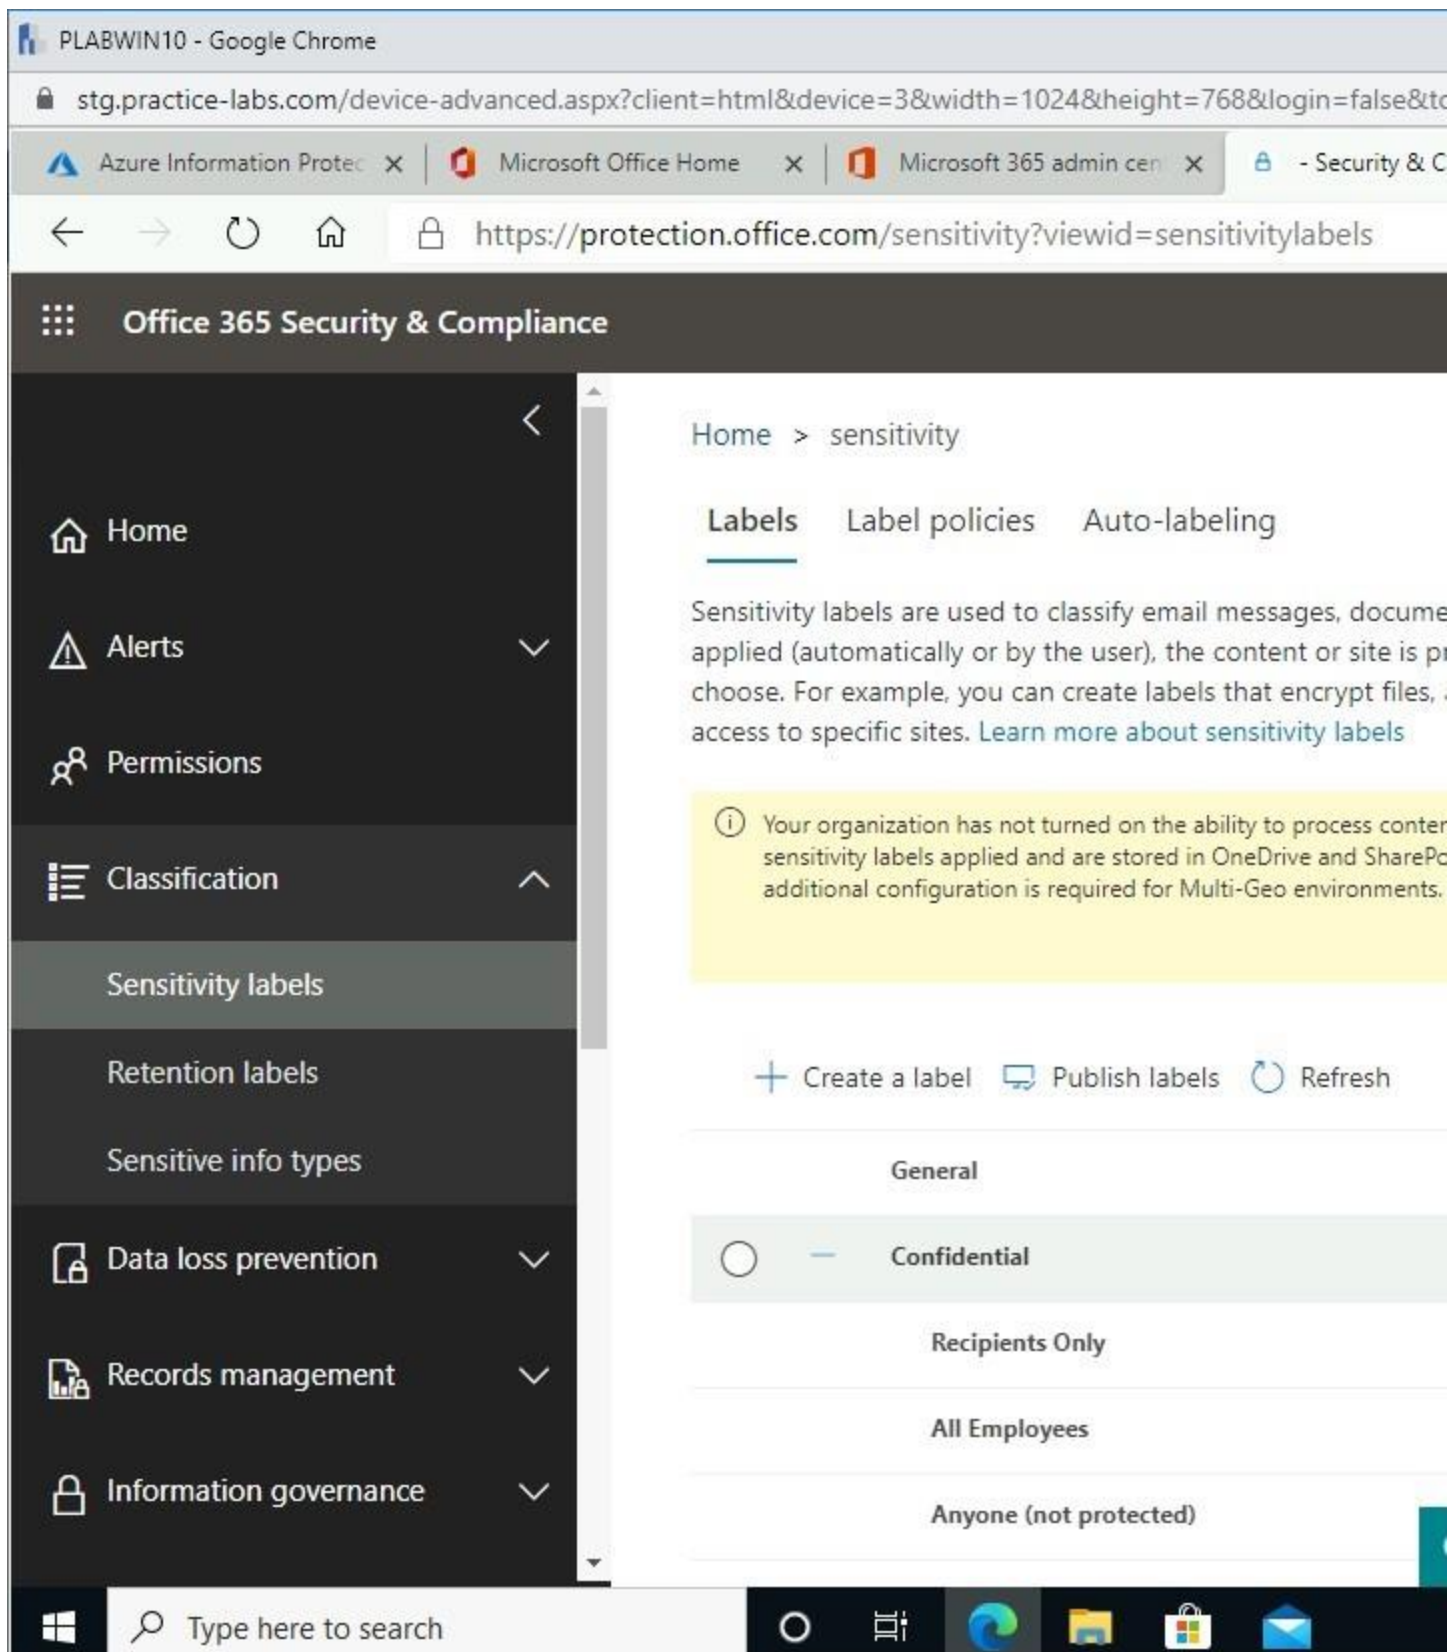 PLABWIN10 - Google Chrome
stg.practice-labs.com/device-advanced.aspx?client=html&device=3&width=1024&height=768&login=false&to
Azure Information Protec
Microsoft Office Home
Microsoft 365 admin cen
- Security & C
https://protection.office.com/sensitivity?viewid=sensitivitylabels
Office 365 Security & Compliance
Home
Alerts
Permissions
Classification
Sensitivity labels
Retention labels
Sensitive info types
Data loss prevention
Records management
Information governance
Home > sensitivity
Labels Label policies Auto-labeling
Sensitivity labels are used to classify email messages, docume
applied (automatically or by the user), the content or site is pr
choose. For example, you can create labels that encrypt files,
access to specific sites. Learn more about sensitivity labels
Your organization has not turned on the ability to process conter
sensitivity labels applied and are stored in OneDrive and SharePo
additional configuration is required for Multi-Geo environments.
Create a label Publish labels Refresh
General
Confidential
Recipients Only
All Employees
Anyone (not protected)
Type here to search